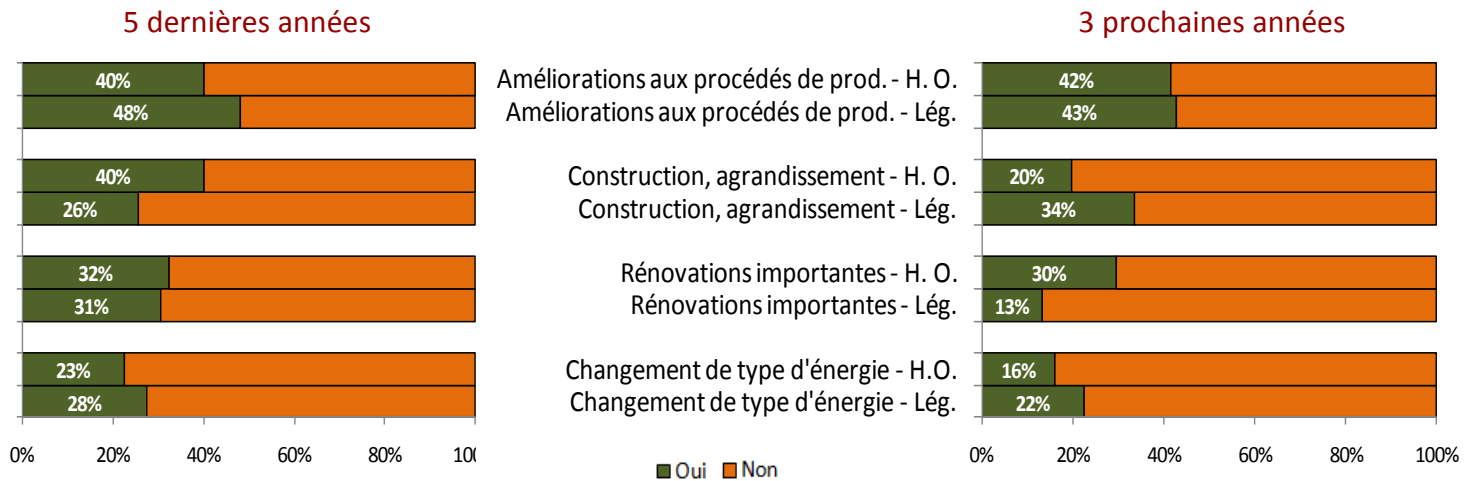 5 dernières années
3 prochaines années
40%
Améliorations aux procédés de prod. - H. O.
42%
48%
Améliorations aux procédés de prod. - Lég.
43%
40%
Construction, agrandissement - H. O.
20%
26%
Construction, agrandissement - Lég.
34%
32%
Rénovations importantes - H. O.
30%
31%
Rénovations importantes - Lég.
13%
23%
Changement de type d'énergie - H.O.
16%
28%
Changement de type d'énergie - Lég.
22%
0% 20% 40% 60% 80% 100
0% 20% 40% 60% 80% 100%
Oui Non